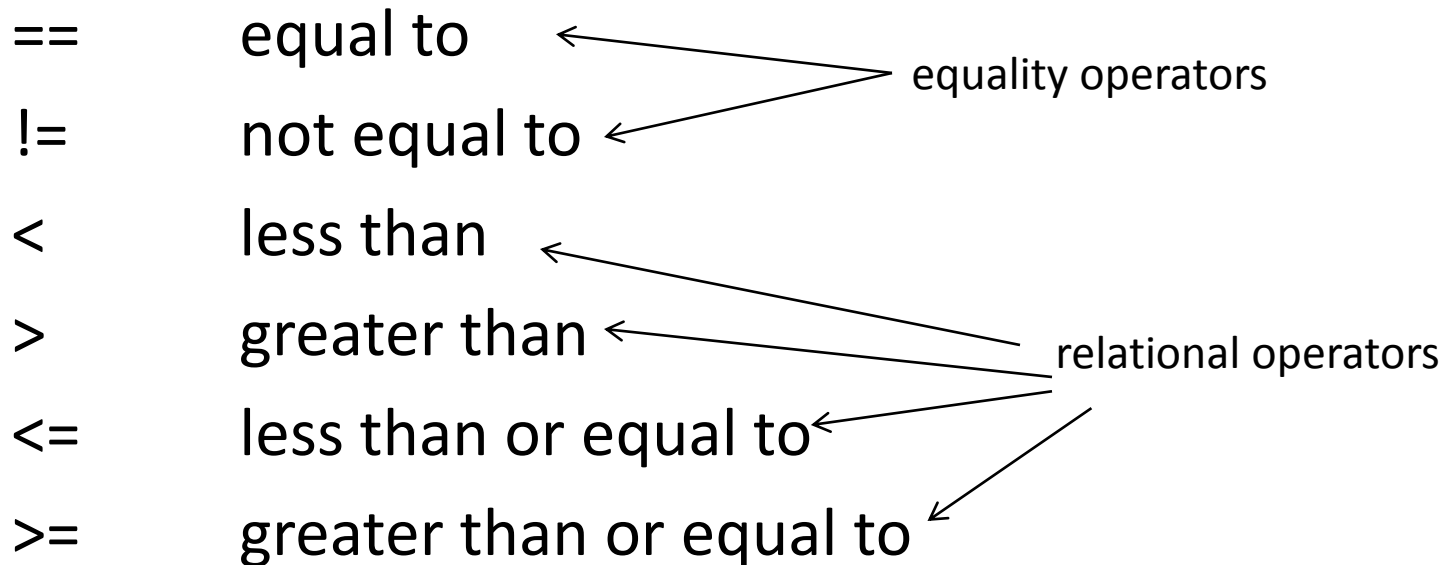 == equal to
equality operators
!= not equal to
< less than
> greater than
relational operators
<= less than or equal to
>= greater than or equal to